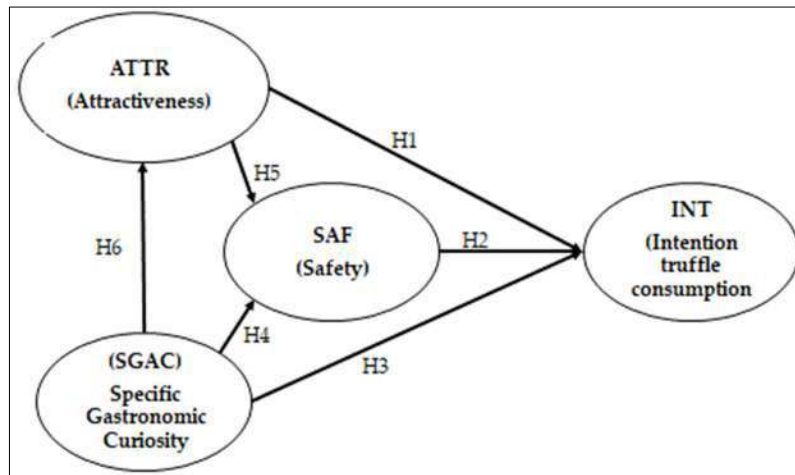 ATTR
(Attractiveness)
H1
H5
SAF
(Safety)
H2
INT
(Intention
truffle
consumption
H6
H4
H3
(SGAC)
Specific
Gastronomic
Curiosity